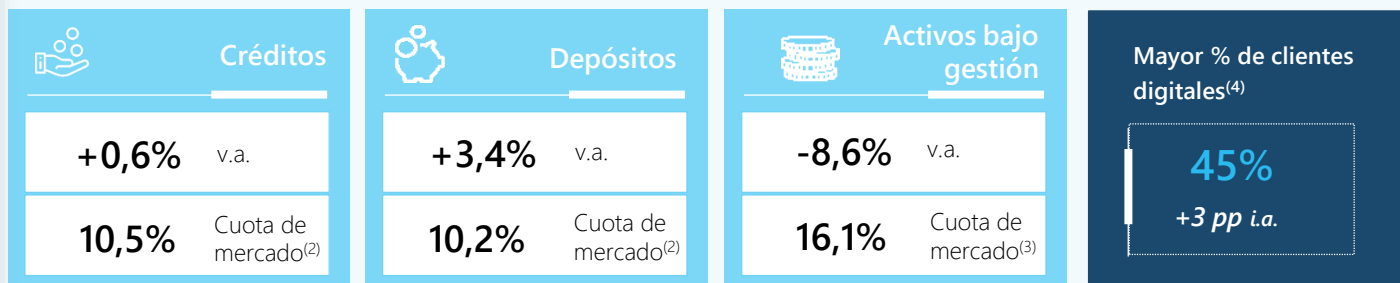 Créditos
+0,6% v.a.
10,5% Cuota de
mercado(2)
Depósitos
+3,4% v.a.
10,2% Cuota de
mercado(2)
Activos bajo
gestión
-8,6% v.a.
16,1% Cuota de
mercado(3)
Mayor % de clientes
digitales(4)
45%
+3 pp i.a.